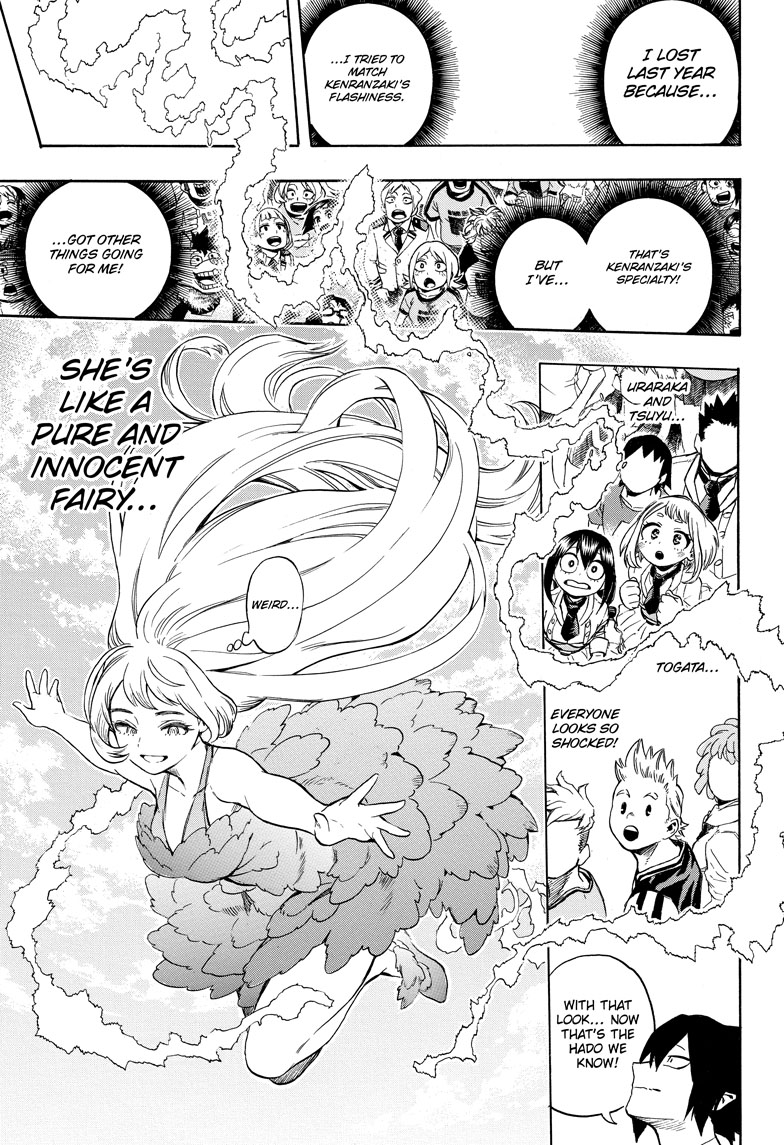 I LOST
LAST YEAR
BECAUSE...
...I TRIED TO
MATCH
KENRANZAKI'S
FLASHINESS.
THAT'S
KENRANZAKI'S
SPECIALTY!
BUT
I'VE...
...GOT OTHER
THINGS GOING
FOR ME!
URARAKA
AND
TSUYU...
TOGATA...
EVERYONE
LOOKS SO
SHOCKED!
WITH THAT
LOOK... NOW
THAT'S THE
HADO WE
KNOW!
SHE'S
LIKE A
PURE AND
INNOCENT
FAIRY...
WEIRD...